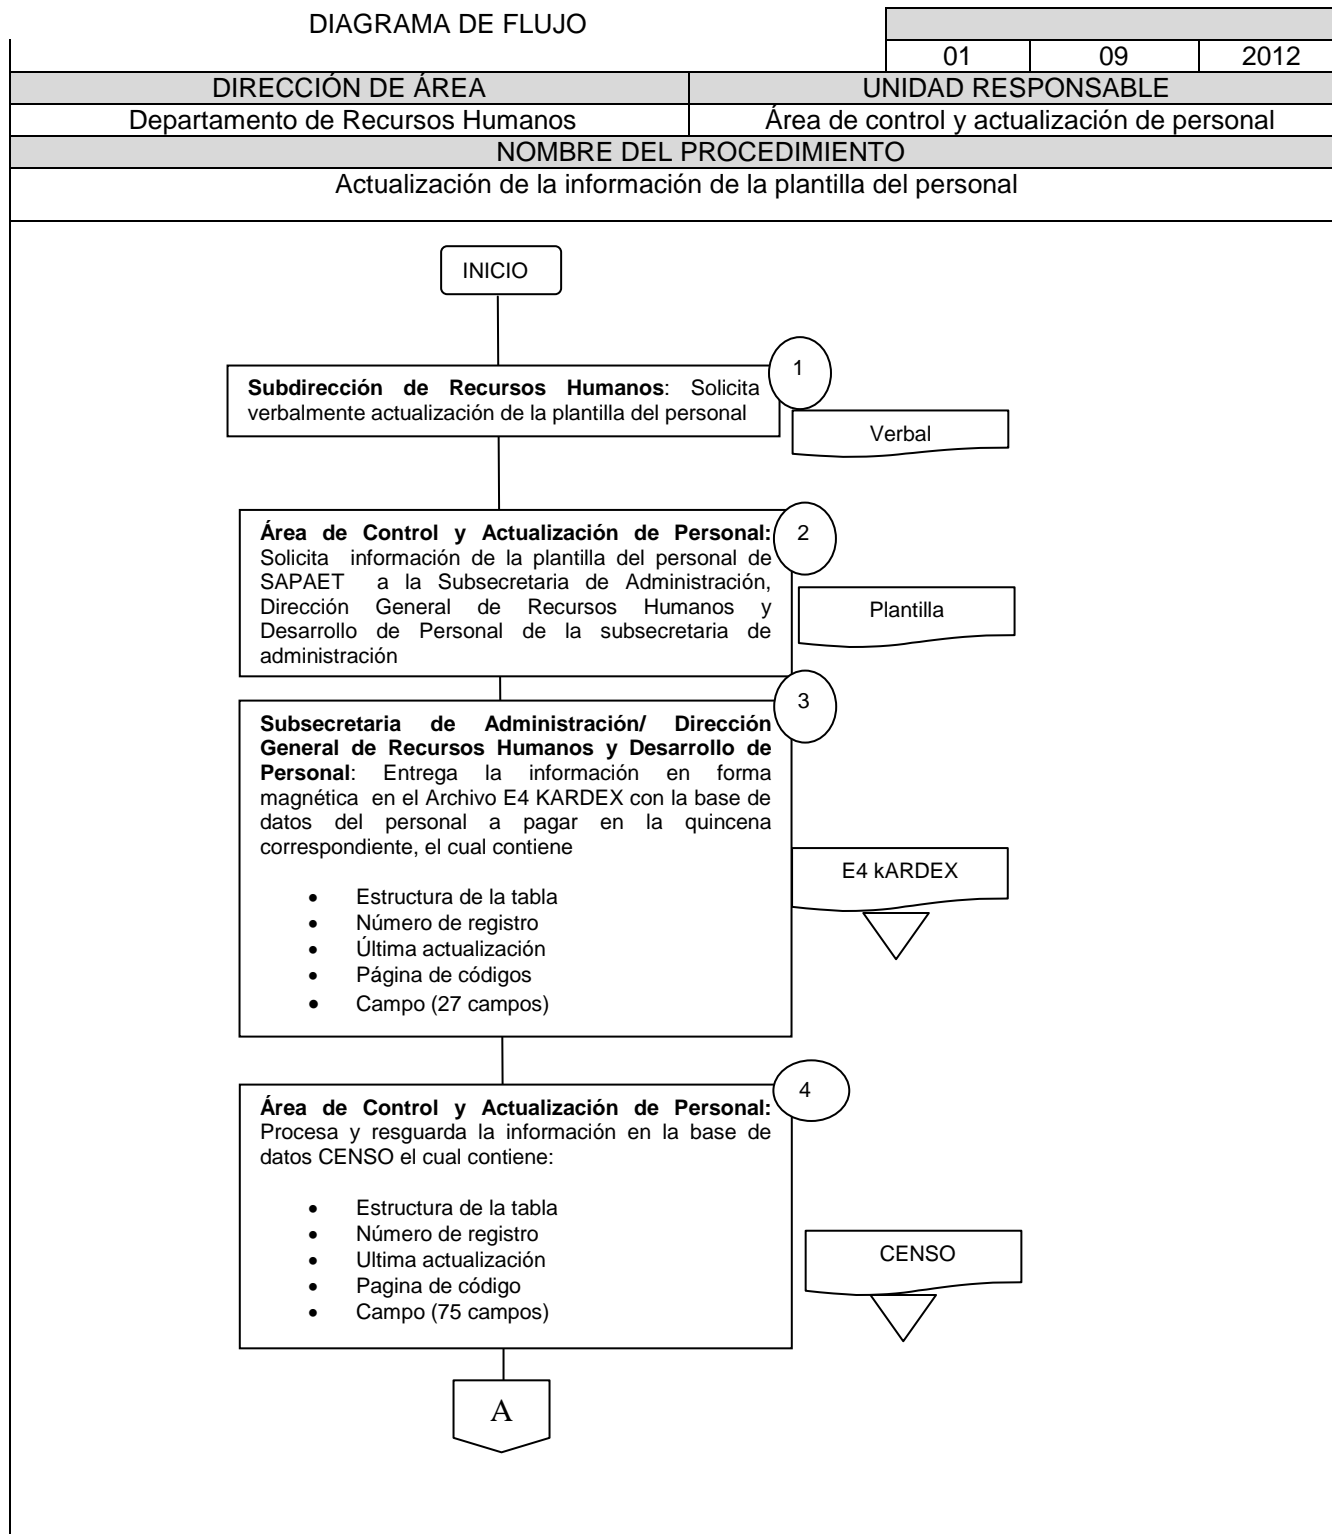 DIAGRAMA DE FLUJO
01 09 2012
DIRECCIÓN DE ÁREA UNIDAD RESPONSABLE
Departamento de Recursos Humanos Área de control y actualización de personal
NOMBRE DEL PROCEDIMIENTO
Actualización de la información de la plantilla del personal
INICIO
1
Subdirección de Recursos Humanos: Solicita
verbalmente actualización de la plantilla del personal
Verbal
2
Área de Control y Actualización de Personal:
Solicita información de la plantilla del personal de
SAPAET a la Subsecretaria de Administración,
Dirección General de Recursos Humanos y
Desarrollo de Personal de la subsecretaria de
administración
Plantilla
3
Subsecretaria de Administración/ Dirección
General de Recursos Humanos y Desarrollo de
Personal: Entrega la información en forma
magnética en el Archivo E4 KARDEX con la base de
datos del personal a pagar en la quincena
correspondiente, el cual contiene
• Estructura de la tabla
• Número de registro
• Última actualización
• Página de códigos
• Campo (27 campos)
E4 kARDEX
4
Área de Control y Actualización de Personal:
Procesa y resguarda la información en la base de
datos CENSO el cual contiene:
• Estructura de la tabla
• Número de registro
• Ultima actualización
• Pagina de código
• Campo (75 campos)
CENSO
A